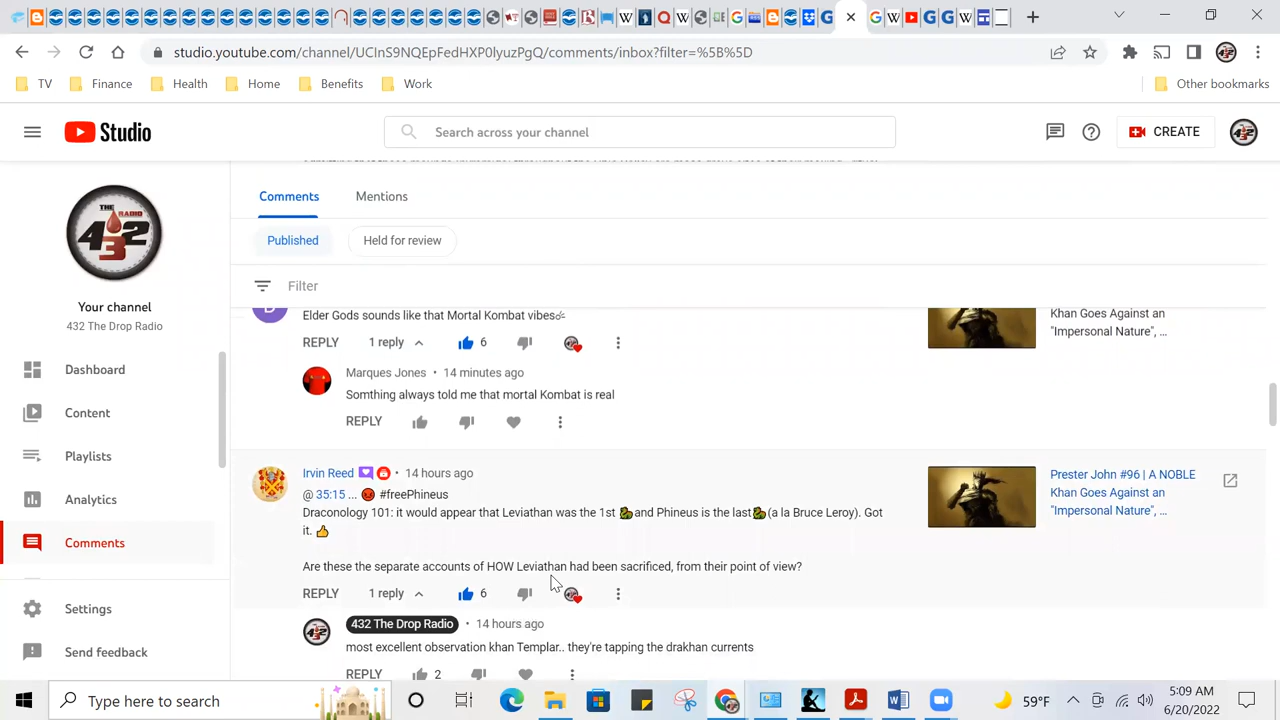 studio.youtube.com/channel/UCInS9NQEpFedHXP0lyuzPgQ/comments/inbox?filter=%5B%5D
TV
Finance
Health
Home
Benefits
Work
Other bookmarks
Studio
Search across your channel
CREATE
THE RADIO
432
Your channel
432 The Drop Radio
Dashboard
Content
Playlists
Analytics
Comments
Settings
Send feedback
Comments
Mentions
Published
Held for review
Filter
Elder Gods sounds like that Mortal Kombat vibes
REPLY 1 reply 6
Khan Goes Against an
"Impersonal Nature", ...
Marques Jones • 14 minutes ago
Somthing always told me that mortal Kombat is real
REPLY
Irvin Reed • 14 hours ago
@ 35:15 ... 😡 #freePhineus
Draconology 101: it would appear that Leviathan was the 1st 🐉and Phineus is the last🐉(a la Bruce Leroy). Got
it. 👍
Are these the separate accounts of HOW Leviathan had been sacrificed, from their point of view?
REPLY 1 reply 6
Prester John #96 | A NOBLE
Khan Goes Against an
"Impersonal Nature", ...
432 The Drop Radio • 14 hours ago
most excellent observation khan Templar.. they're tapping the drakhan currents
REPLY 2
Type here to search
59°F
5:09 AM
6/20/2022